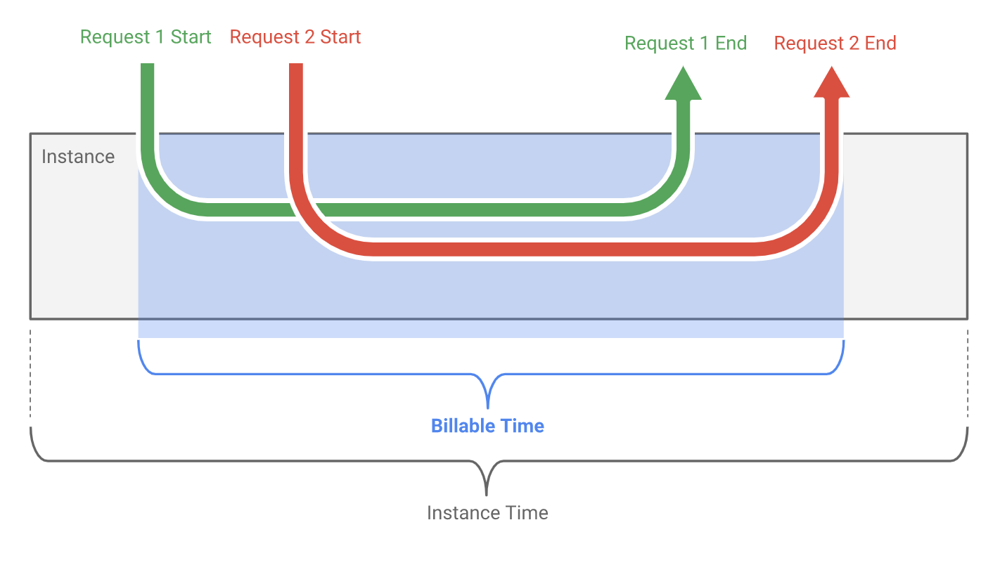 Request 1 Start
Request 2 Start
Request 1 End
Request 2 End
Instance
Billable Time
Instance Time